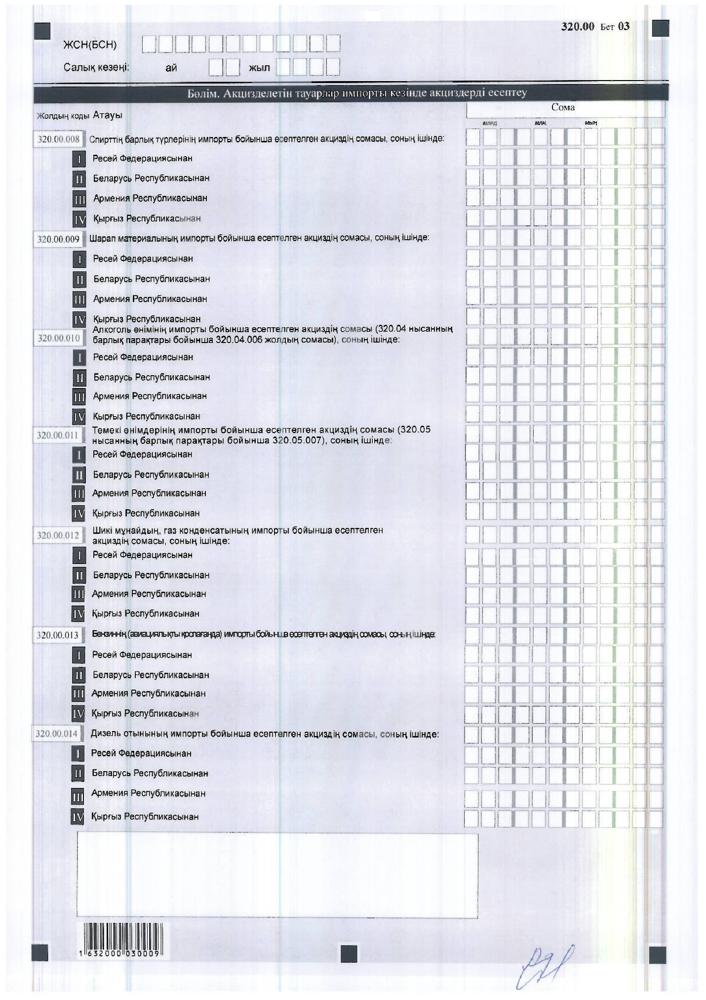 320.00 Бет 03
ЖСН(БСН)
Салық кезеңі: ай жыл
Бөлім. Акцизделетін тауарлар импорты кезінде акциздерді есептеу
Жолдың коды Атауы Сома
МЛРД. МЛН. МЫҢ
320.00.008 Спирттің барлық түрлерінің импорты бойынша есептелген акциздің сомасы, соның ішінде:
I Ресей Федерациясынан
II Беларусь Республикасынан
III Армения Республикасынан
IV Қырғыз Республикасынан
320.00.009 Шарап материалының импорты бойынша есептелген акциздің сомасы, соның ішінде:
I Ресей Федерациясынан
II Беларусь Республикасынан
III Армения Республикасынан
IV Қырғыз Республикасынан
320.00.010 Алкоголь өнімінің импорты бойынша есептелген акциздің сомасы (320.04 нысанның
барлық парақтары бойынша 320.04.006 жолдың сомасы), соның ішінде:
I Ресей Федерациясынан
II Беларусь Республикасынан
III Армения Республикасынан
IV Қырғыз Республикасынан
320.00.011 Темекі өнімдерінің импорты бойынша есептелген акциздің сомасы (320.05
нысанның барлық парақтары бойынша 320.05.007), соның ішінде:
I Ресей Федерациясынан
II Беларусь Республикасынан
III Армения Республикасынан
IV Қырғыз Республикасынан
320.00.012 Шикі мұнайдың, газ конденсатының импорты бойынша есептелген
акциздің сомасы, соның ішінде:
I Ресей Федерациясынан
II Беларусь Республикасынан
III Армения Республикасынан
IV Қырғыз Республикасынан
320.00.013 Бензиннің (авиациялықты қоспағанда) импорты бойынша есептелген акциздің сомасы, соның ішінде:
I Ресей Федерациясынан
II Беларусь Республикасынан
III Армения Республикасынан
IV Қырғыз Республикасынан
320.00.014 Дизель отынының импорты бойынша есептелген акциздің сомасы, соның ішінде:
I Ресей Федерациясынан
II Беларусь Республикасынан
III Армения Республикасынан
IV Қырғыз Республикасынан
1 632000 030009